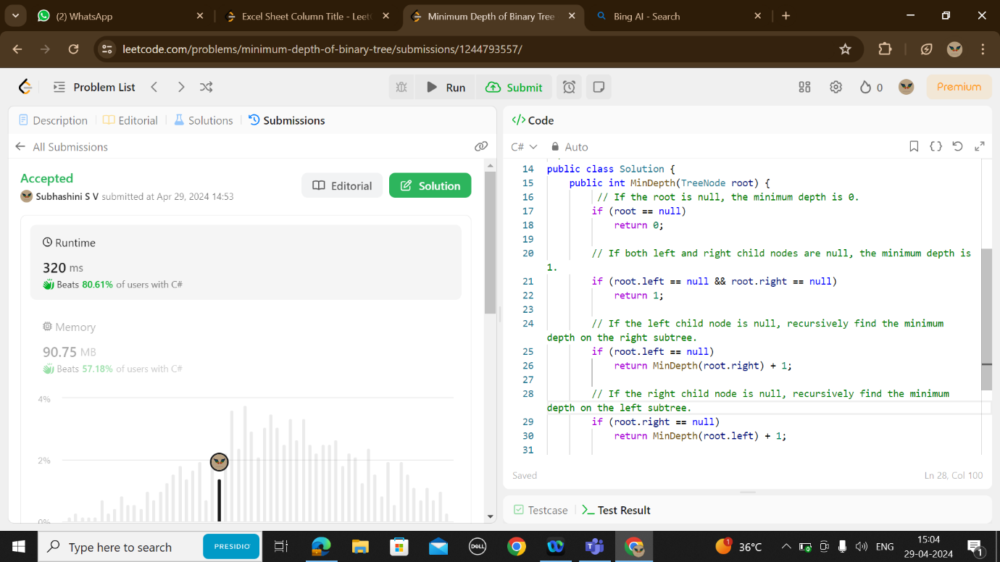 (2) WhatsApp
Excel Sheet Column Title - Leet
Minimum Depth of Binary Tree
Bing AI - Search
leetcode.com/problems/minimum-depth-of-binary-tree/submissions/1244793557/
Problem List
Run
Submit
0
Premium
Description
Editorial
Solutions
Submissions
All Submissions
Accepted
Subhashini S V submitted at Apr 29, 2024 14:53
Editorial
Solution
Runtime
320 ms
Beats 80.61% of users with C#
Memory
90.75 MB
Beats 57.18% of users with C#
4%
2%
0%
</> Code
C#
Auto
14 public class Solution {
15 public int MinDepth(TreeNode root) {
16 // If the root is null, the minimum depth is 0.
17 if (root == null)
18 return 0;
19
20 // If both left and right child nodes are null, the minimum depth is
1.
21 if (root.left == null && root.right == null)
22 return 1;
23
24 // If the left child node is null, recursively find the minimum
depth on the right subtree.
25 if (root.left == null)
26 return MinDepth(root.right) + 1;
27
28 // If the right child node is null, recursively find the minimum
depth on the left subtree.
29 if (root.right == null)
30 return MinDepth(root.left) + 1;
31
Saved
Ln 28, Col 100
Testcase
Test Result
Type here to search
PRESIDIO
DELL
1
36°C
ENG
15:04
29-04-2024
1